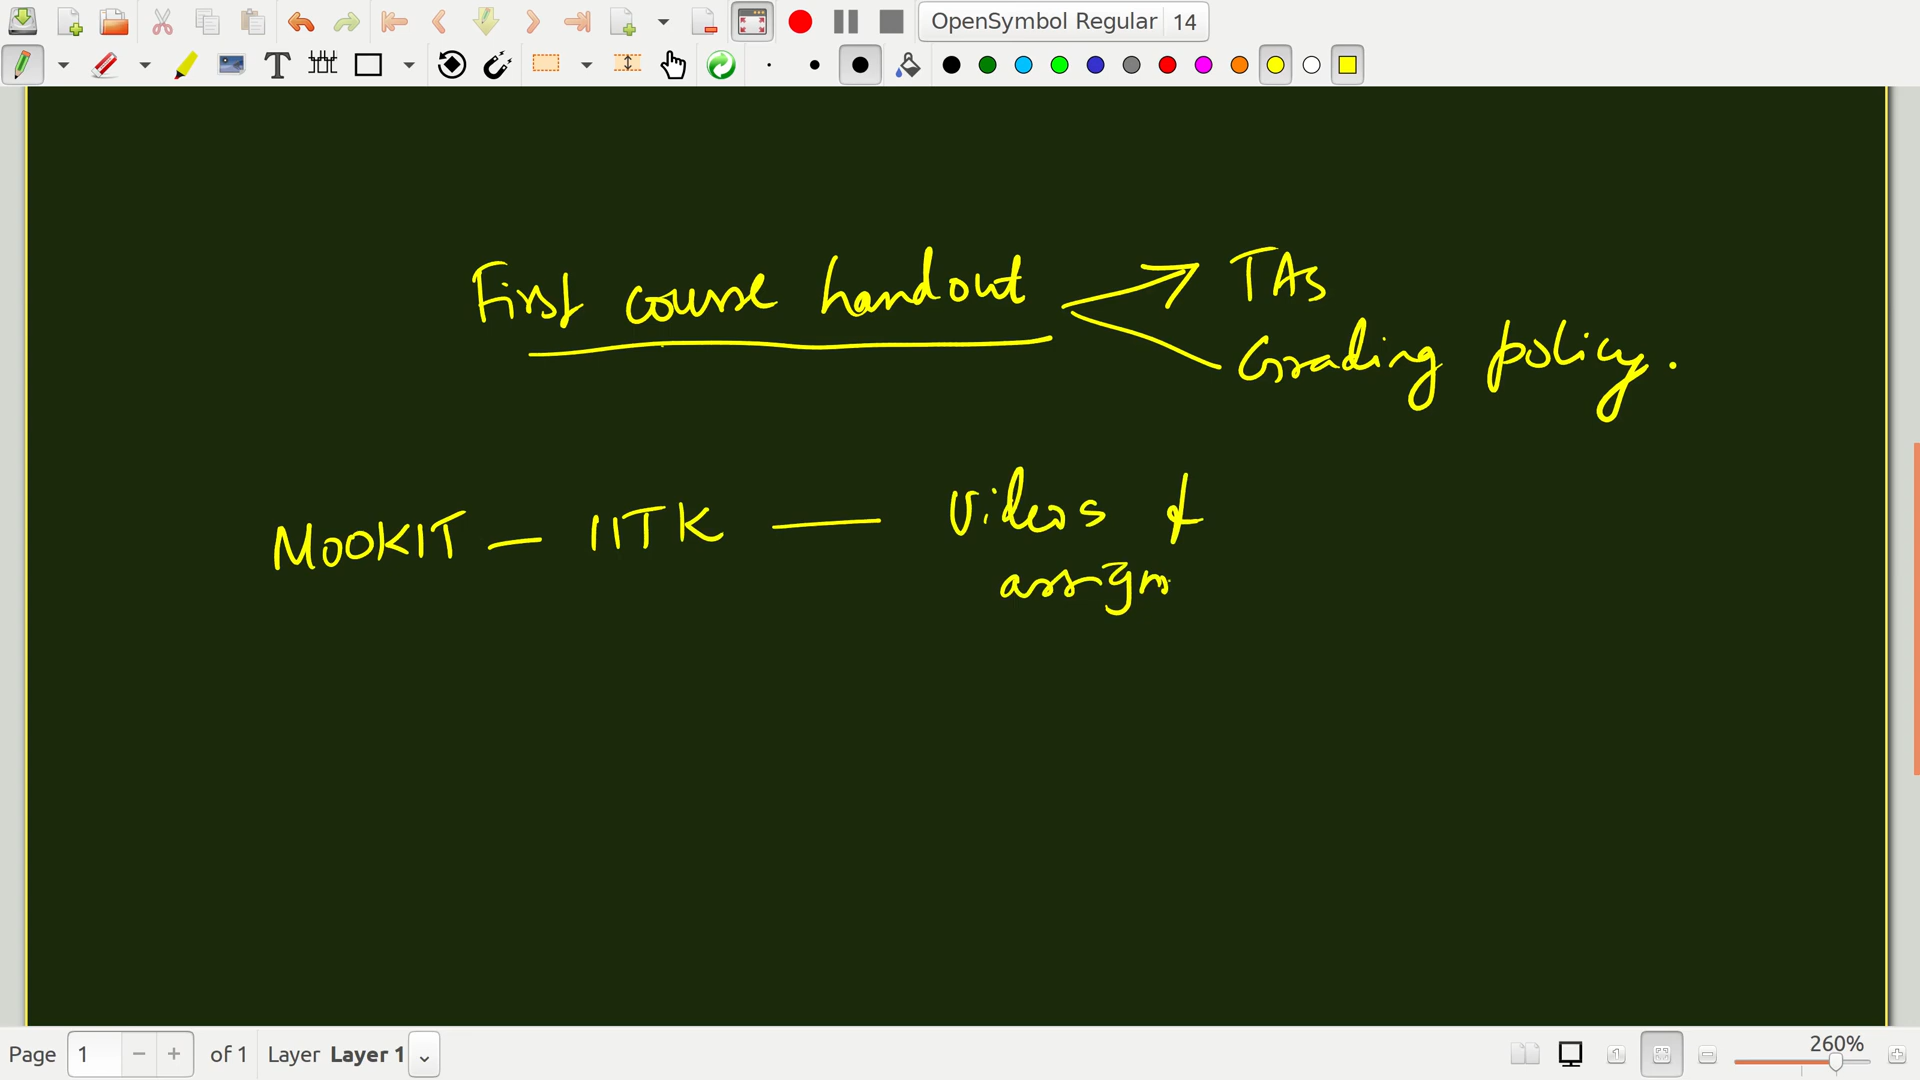 OpenSymbol Regular 14
First course handout TAs
Grading policy.
MOOKIT — IITK — Videos &
assignm
Page 1 of 1 Layer Layer 1 260%